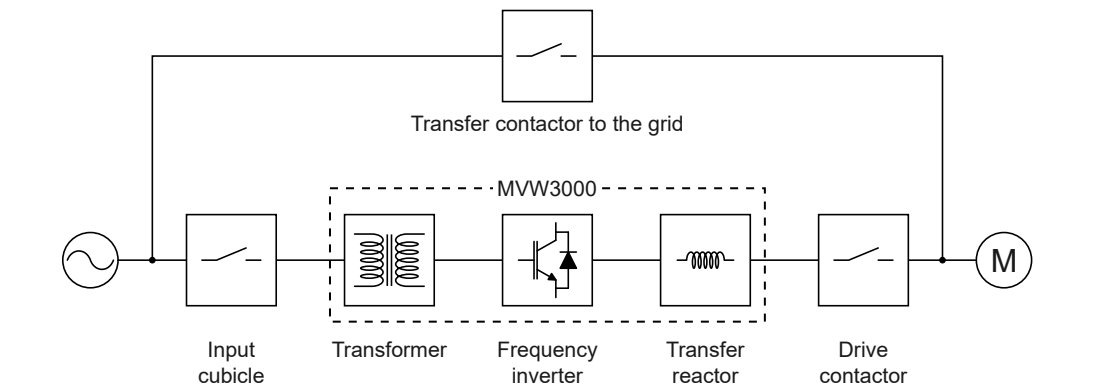 Transfer contactor to the grid
MVW3000
M
Input
cubicle
Transformer
Frequency
inverter
Transfer
reactor
Drive
contactor